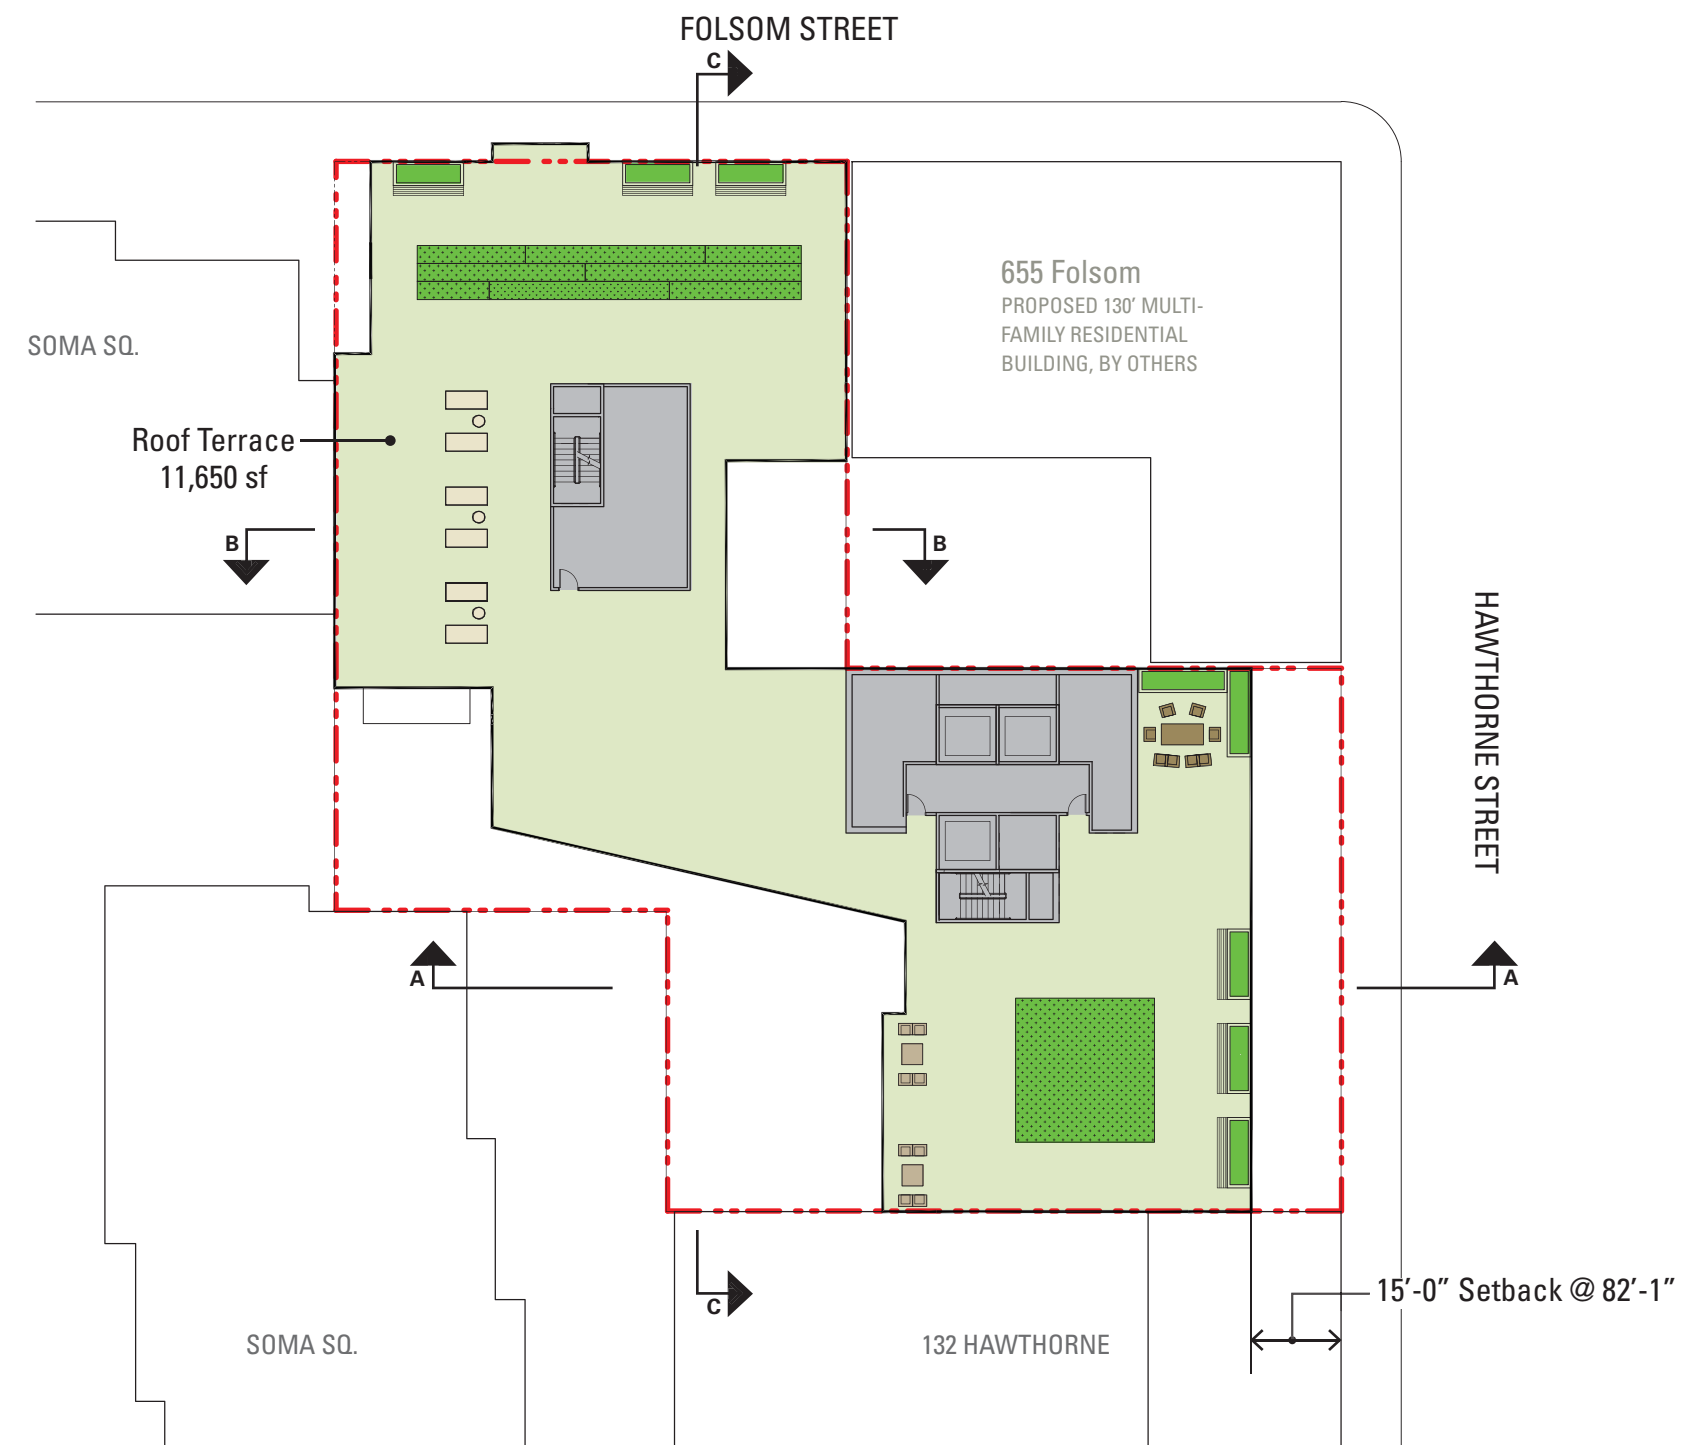 FOLSOM STREET
C
655 Folsom
PROPOSED 130' MULTI-
FAMILY RESIDENTIAL
BUILDING, BY OTHERS
SOMA SQ.
Roof Terrace
11,650 sf
B
B
HAWTHORNE STREET
A
A
C
15'-0" Setback @ 82'-1"
SOMA SQ.
132 HAWTHORNE